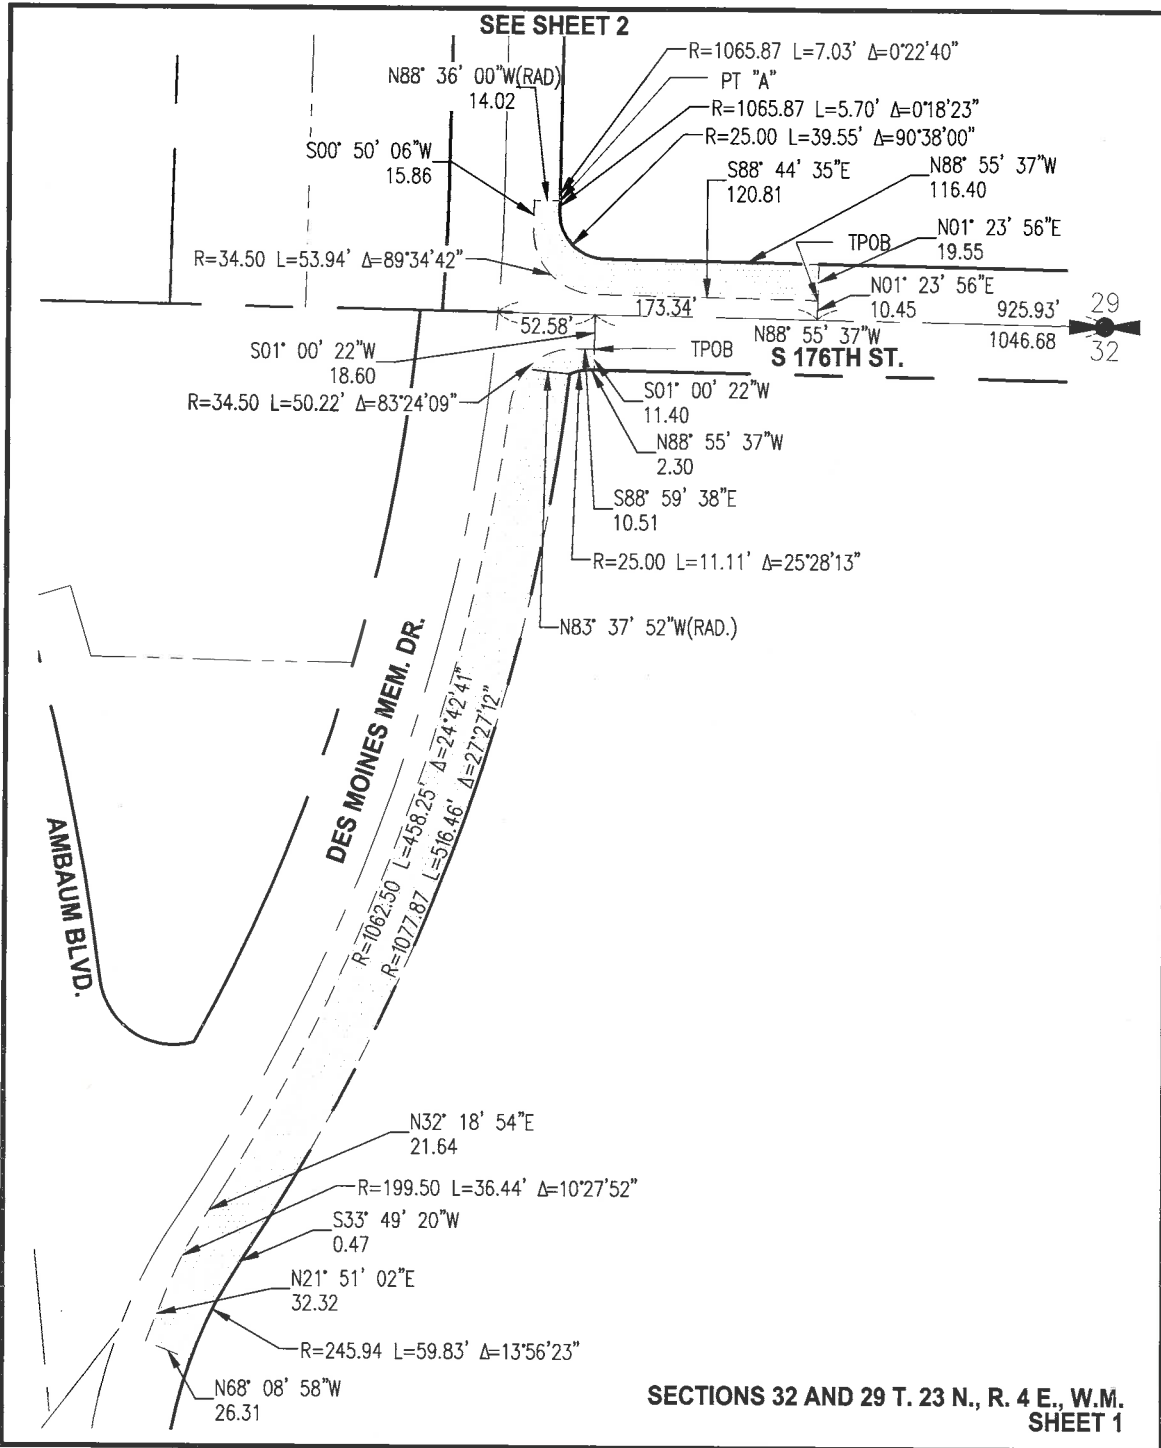 SEE SHEET 2
R=1065.87 L=7.03' Δ=0°22'40"
N88° 36' 00"W(RAD)
14.02
PT "A"
R=1065.87 L=5.70' Δ=0°18'23"
R=25.00 L=39.55' Δ=90°38'00"
S00° 50' 06"W
15.86
S88° 44' 35"E
120.81
N88° 55' 37"W
116.40
N01° 23' 56"E
19.55
TPOB
R=34.50 L=53.94' Δ=89°34'42"
N01° 23' 56"E
10.45
173.34'
925.93'
29
52.58'
N88° 55' 37"W
1046.68
32
S01° 00' 22"W
18.60
TPOB
S 176TH ST.
R=34.50 L=50.22' Δ=83°24'09"
S01° 00' 22"W
11.40
N88° 55' 37"W
2.30
S88° 59' 38"E
10.51
R=25.00 L=11.11' Δ=25°28'13"
N83° 37' 52"W(RAD.)
DES MOINES MEM. DR.
R=1062.50 L=458.25' Δ=24°42'41"
R=1077.87 L=516.46' Δ=27°27'12"
AMBAUM BLVD.
N32° 18' 54"E
21.64
R=199.50 L=36.44' Δ=10°27'52"
S33° 49' 20"W
0.47
N21° 51' 02"E
32.32
R=245.94 L=59.83' Δ=13°56'23"
N68° 08' 58"W
26.31
SECTIONS 32 AND 29 T. 23 N., R. 4 E., W.M.
SHEET 1